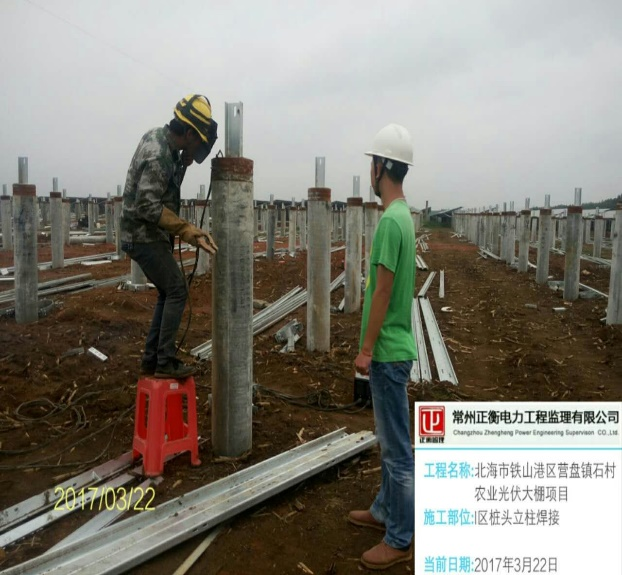 2017/03/22
常州正衡电力工程监理有限公司
Changzhou Zhengheng Power Engineering Supervision CO.,Ltd.
工程名称:北海市铁山港区营盘镇石村
农业光伏大棚项目
施工部位:I区桩头立柱焊接
当前日期:2017年3月22日